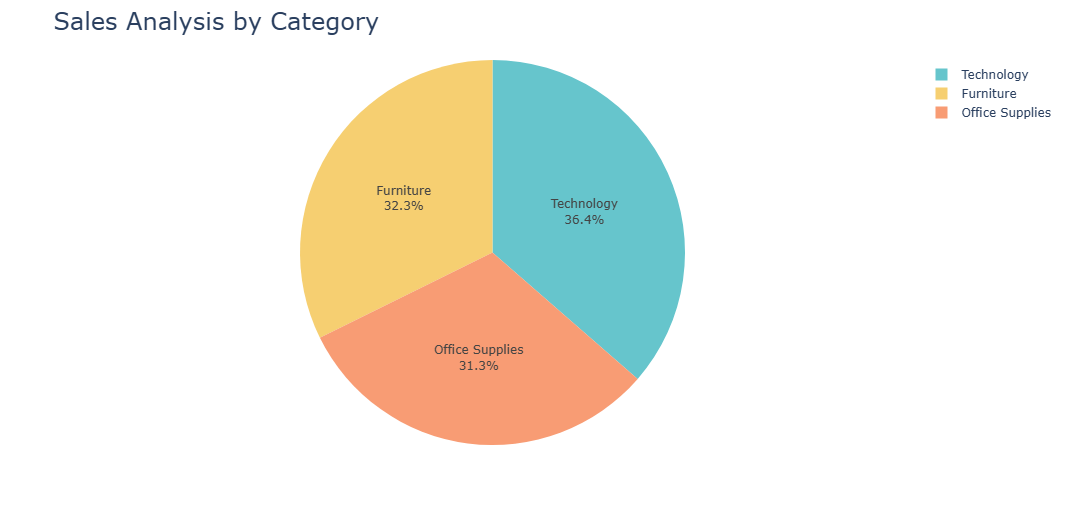 Sales Analysis by Category
Technology
Furniture
Office Supplies
Furniture
32.3%
Technology
36.4%
Office Supplies
31.3%